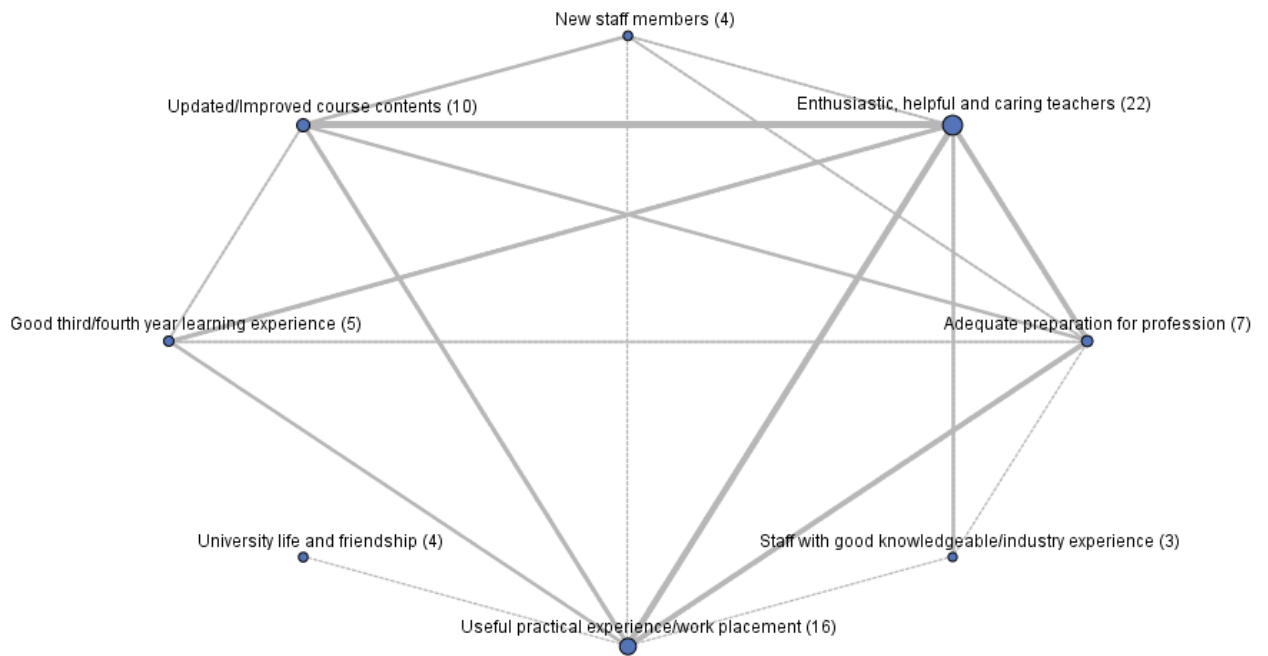 New staff members (4)
Updated/Improved course contents (10)
Enthusiastic, helpful and caring teachers (22)
Good third/fourth year learning experience (5)
Adequate preparation for profession (7)
University life and friendship (4)
Staff with good knowledgeable/industry experience (3)
Useful practical experience/work placement (16)